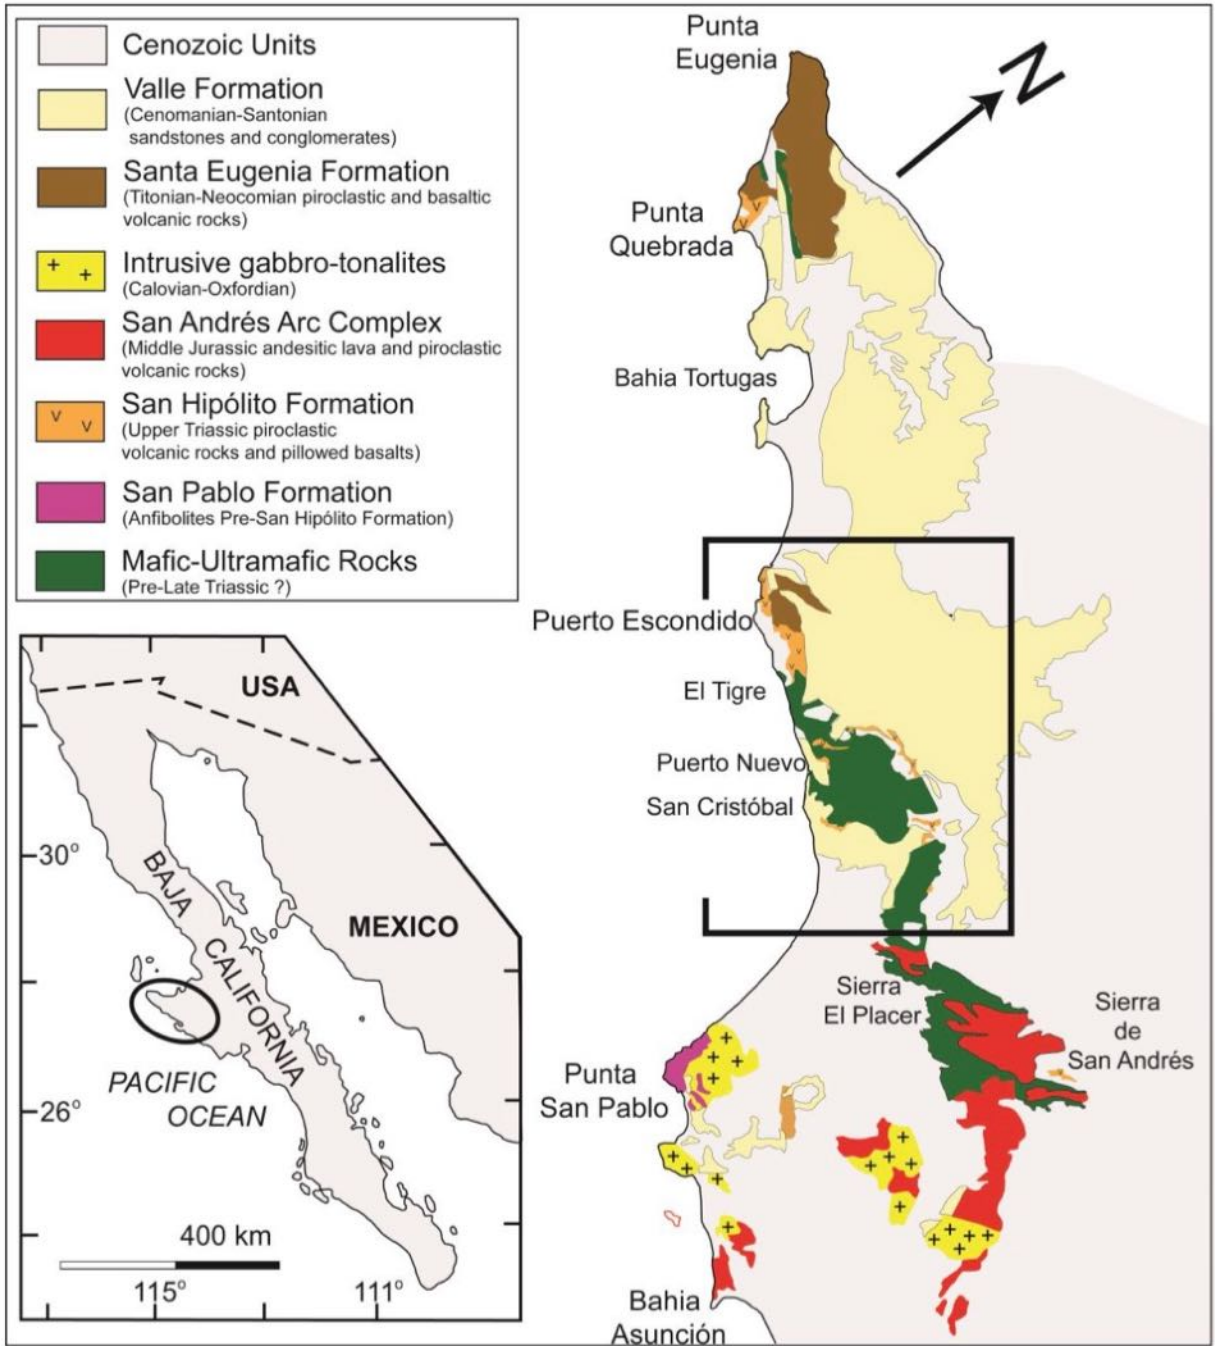 Cenozoic Units
Valle Formation
(Cenomanian-Santonian
sandstones and conglomerates)
Santa Eugenia Formation
(Titonian-Neocomian piroclastic and basaltic
volcanic rocks)
Intrusive gabbro-tonalites
(Calovian-Oxfordian)
San Andrés Arc Complex
(Middle Jurassic andesitic lava and piroclastic
volcanic rocks)
San Hipólito Formation
(Upper Triassic piroclastic
volcanic rocks and pillowed basalts)
San Pablo Formation
(Anfibolites Pre-San Hipólito Formation)
Mafic-Ultramafic Rocks
(Pre-Late Triassic ?)
Punta
Eugenia
N
Punta
Quebrada
Bahia Tortugas
Puerto Escondido
El Tigre
Puerto Nuevo
San Cristóbal
Sierra
El Placer
Sierra
de
San Andrés
Punta
San Pablo
Bahia
Asunción
USA
30°
BAJA
CALIFORNIA
MEXICO
PACIFIC
OCEAN
26°
400 km
115°
111°